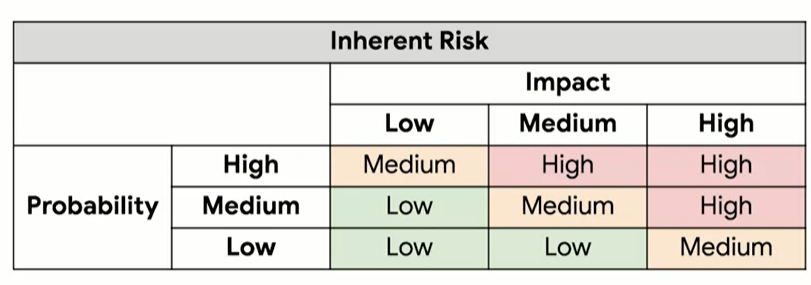 Inherent Risk
Impact
Low Medium High
High Medium High High
Probability Medium Low Medium High
Low Low Low Medium